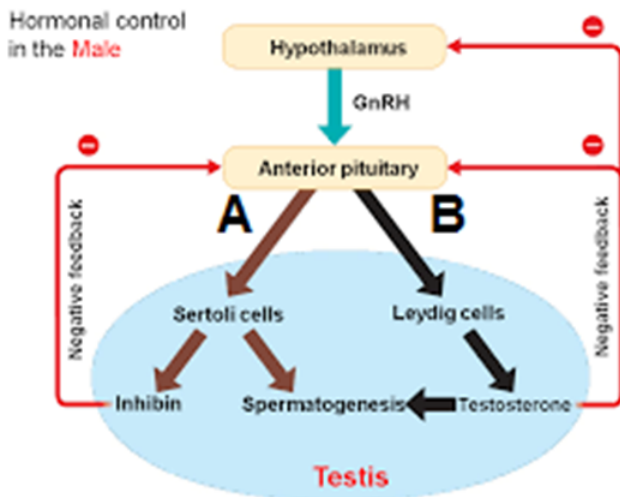 Hormonal control
in the Male
Hypothalamus
GnRH
Anterior pituitary
A
B
Negative feedback
Negative feedback
Sertoli cells
Leydig cells
Inhibin
Spermatogenesis
Testosterone
Testis